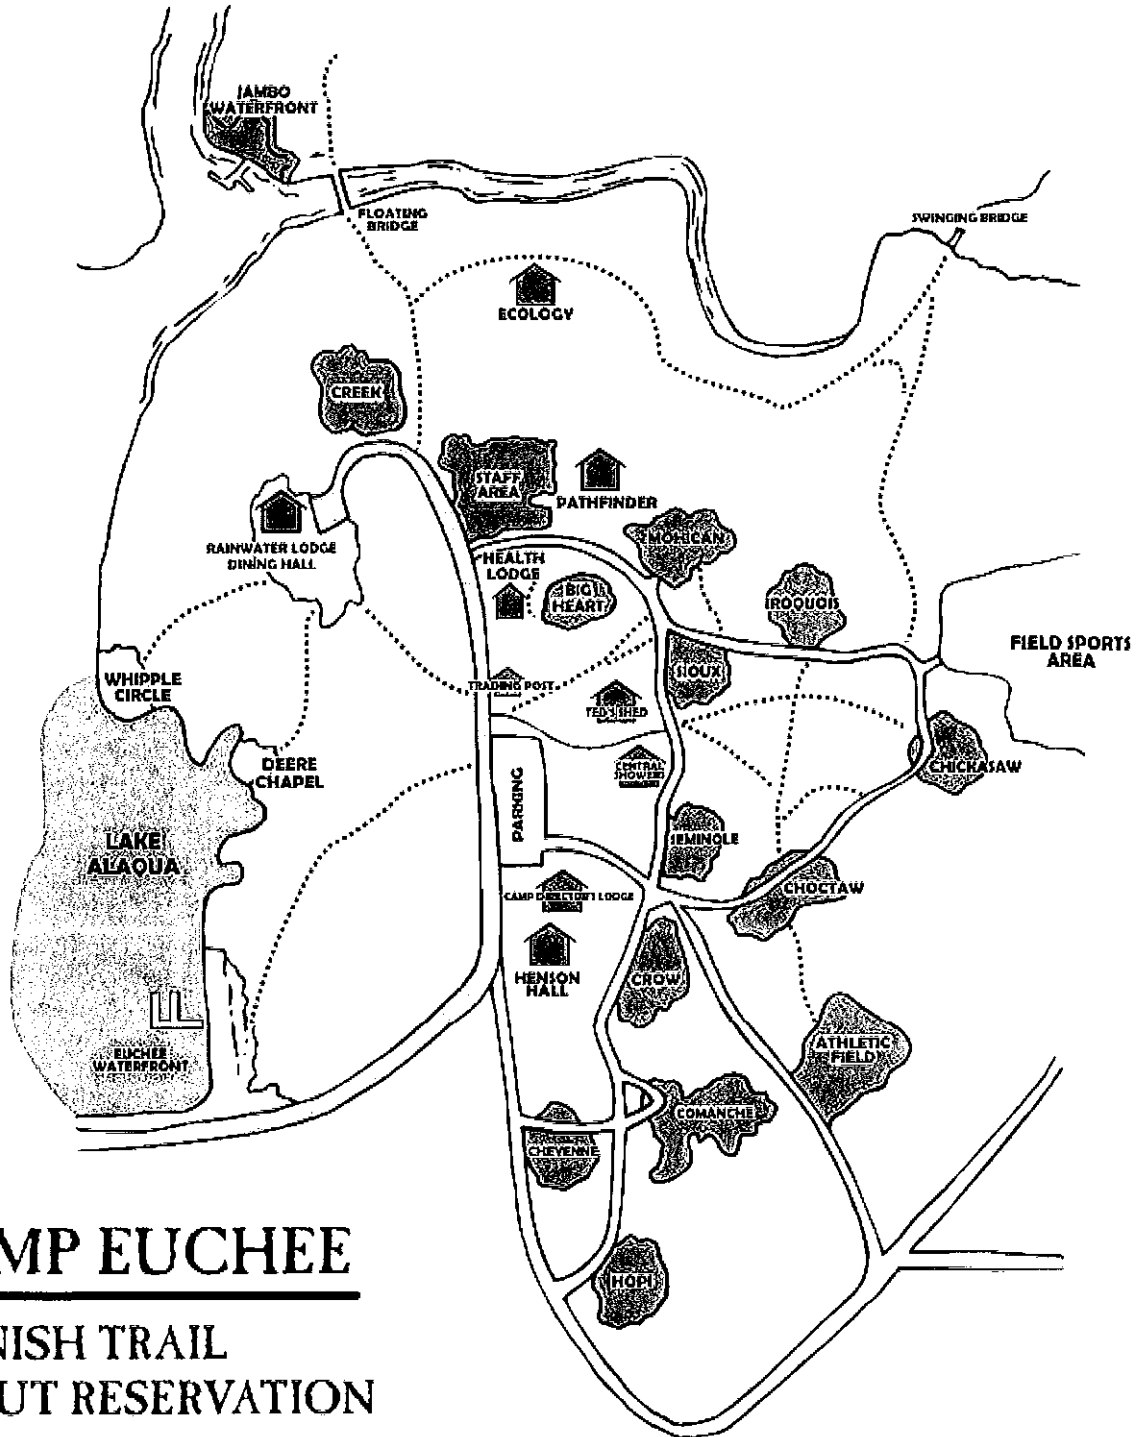 JAMBO
WATERFRONT
FLOATING
BRIDGE
SWINGING BRIDGE
ECOLOGY
CREEK
STAFF
AREA
PATHFINDER
RAINWATER LODGE
DINING HALL
HEALTH
LODGE
MOHICAN
BIG
HEART
IROQUOIS
FIELD SPORTS
AREA
WHIPPLE
CIRCLE
TRADING POST
SIOUX
TED'S SHED
DEERE
CHAPEL
CENTRAL
SHOWERS
CHICKASAW
PARKING
LAKE
ALAQUA
SEMINOLE
CAMP DIRECTOR'S LODGE
CHOCTAW
HENSON
HALL
CROW
EUCHEE
WATERFRONT
ATHLETIC
FIELD
COMANCHE
CHEYENNE
HOPI
MP EUCHEE
NISH TRAIL
UT RESERVATION